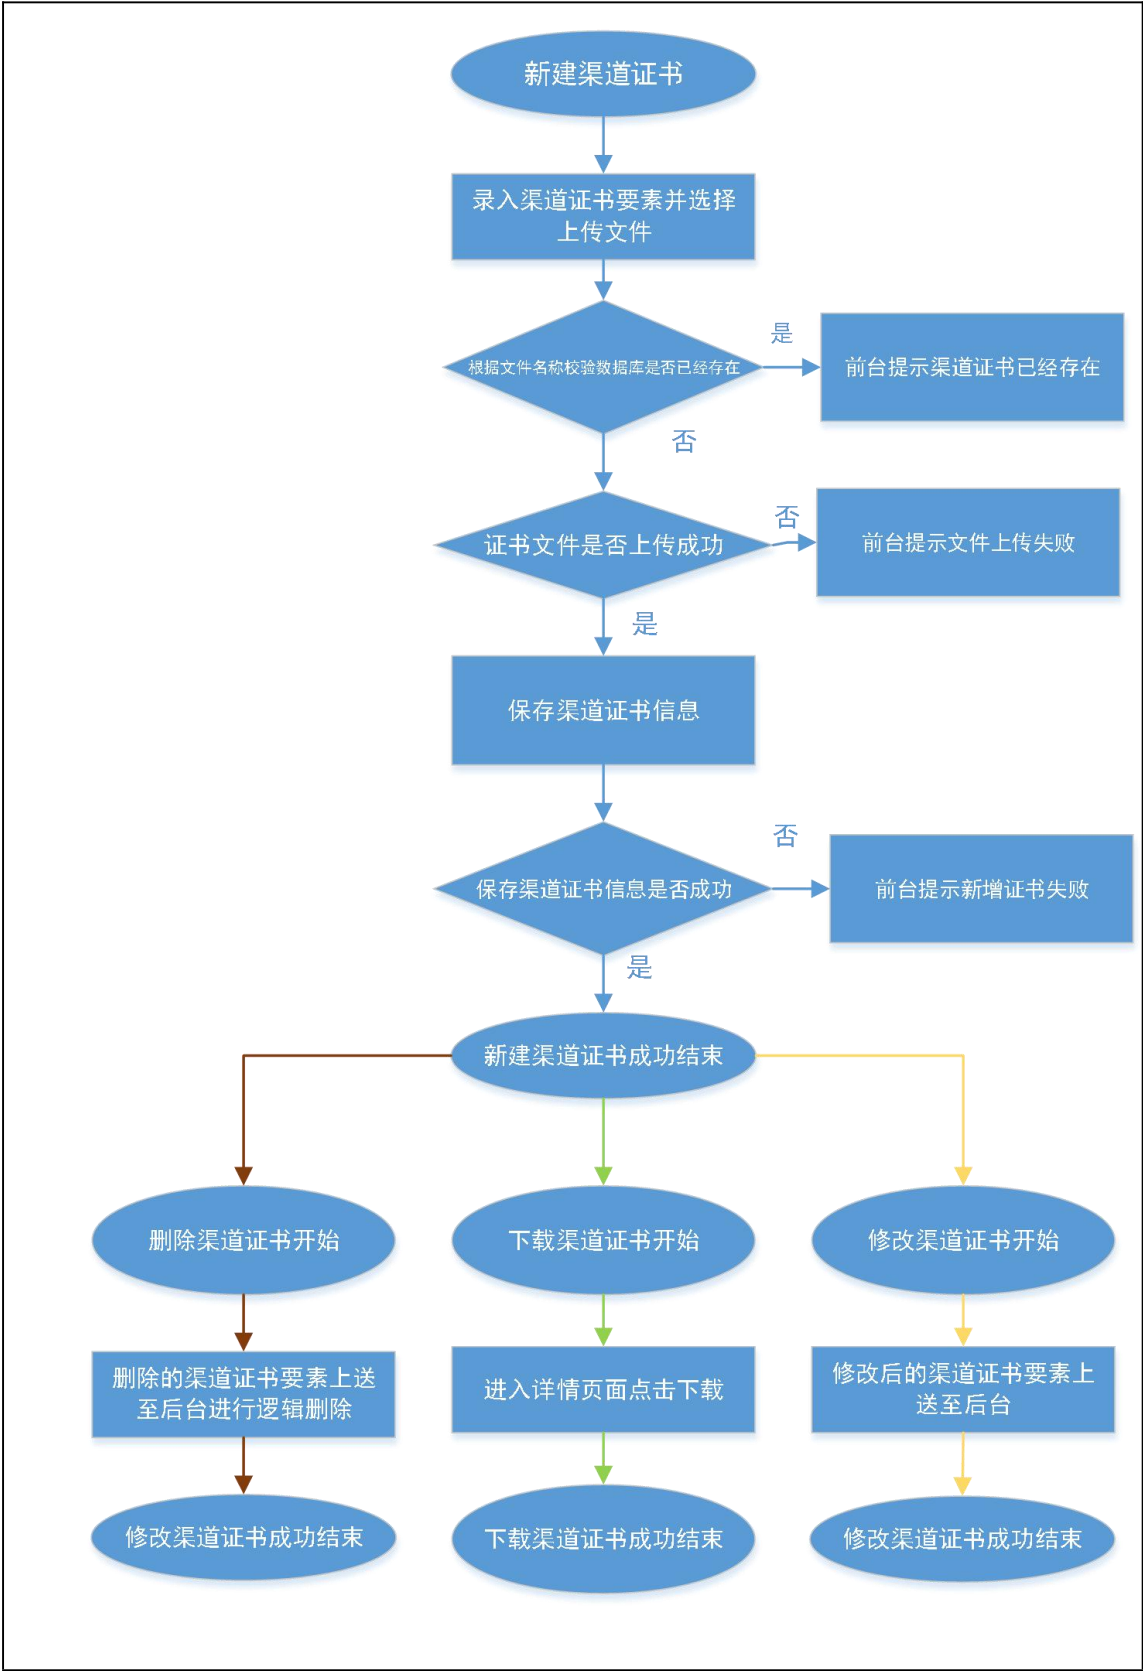 新建渠道证书
录入渠道证书要素并选择
上传文件
根据文件名称校验数据库是否已经存在
是
前台提示渠道证书已经存在
否
证书文件是否上传成功
否
前台提示文件上传失败
是
保存渠道证书信息
保存渠道证书信息是否成功
否
前台提示新增证书失败
是
新建渠道证书成功结束
删除渠道证书开始
下载渠道证书开始
修改渠道证书开始
删除的渠道证书要素上送
至后台进行逻辑删除
进入详情页面点击下载
修改后的渠道证书要素上
送至后台
修改渠道证书成功结束
下载渠道证书成功结束
修改渠道证书成功结束